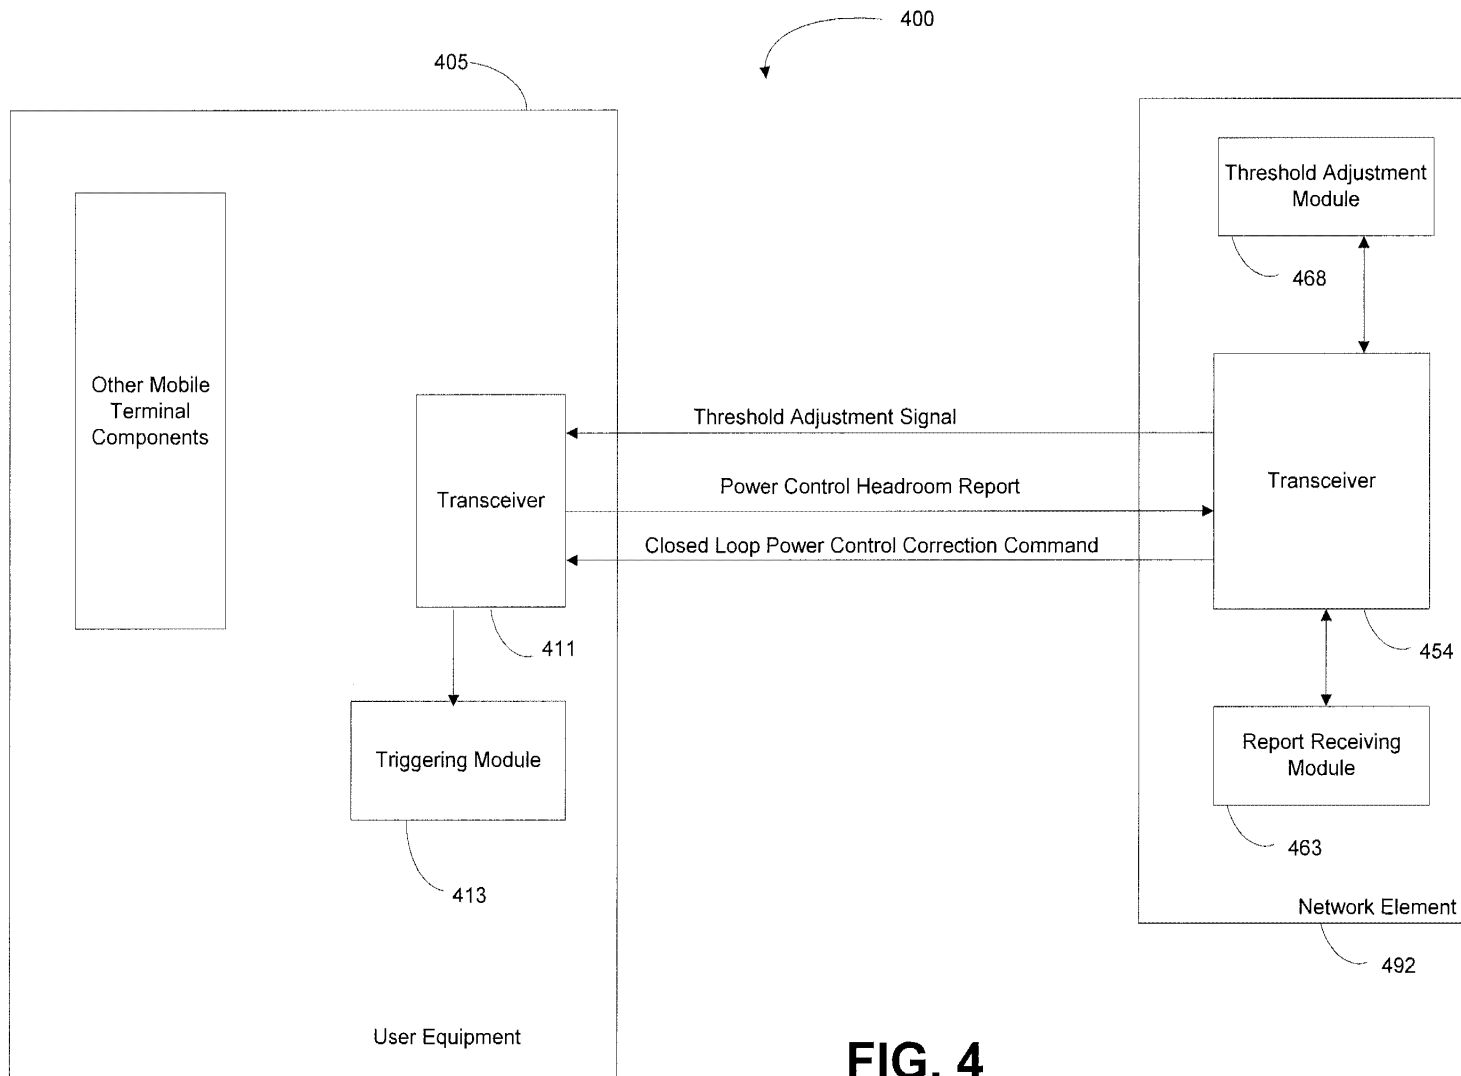 400
405
Threshold Adjustment
Module
468
Other Mobile
Terminal
Components
Threshold Adjustment Signal
Transceiver
Power Control Headroom Report
Transceiver
Closed Loop Power Control Correction Command
411
454
Triggering Module
Report Receiving
Module
463
413
Network Element
492
User Equipment
FIG. 4